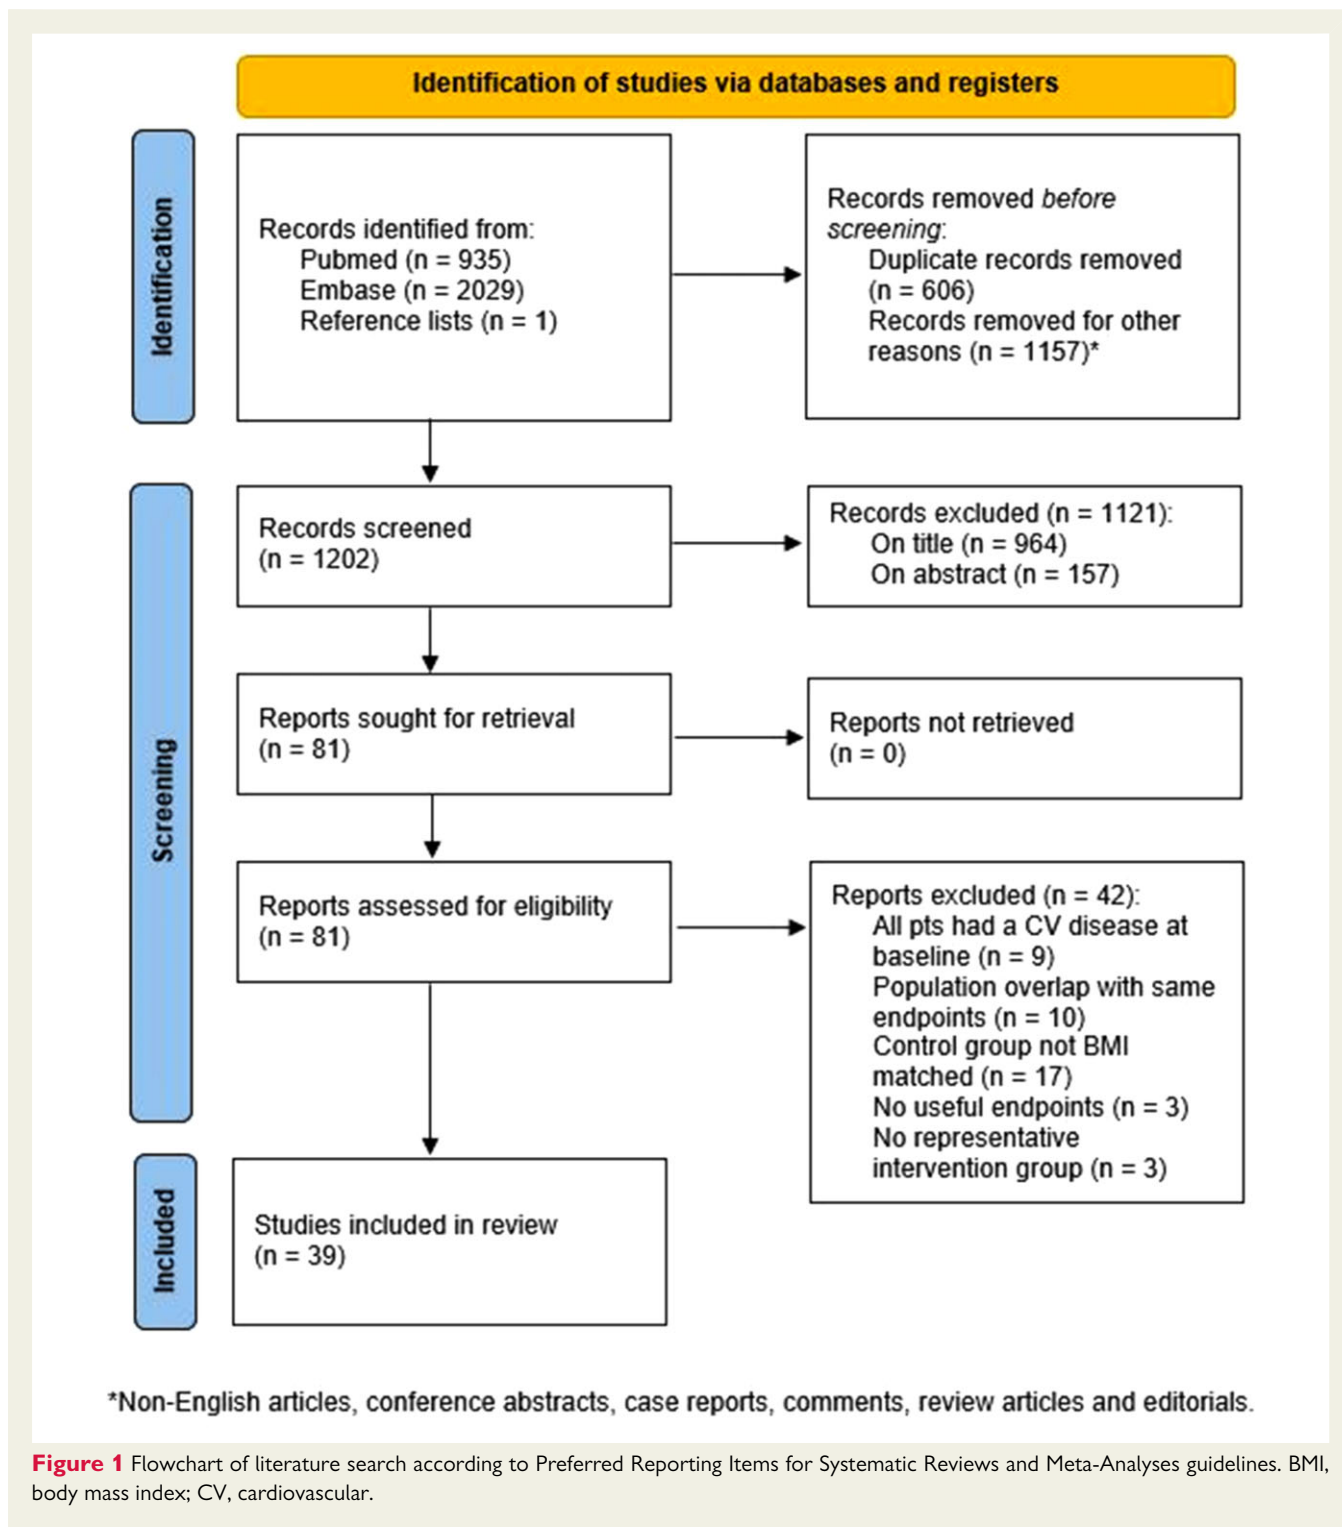 Identification of studies via databases and registers
Identification
Records identified from:
Pubmed (n = 935)
Embase (n = 2029)
Reference lists (n = 1)
Records removed before
screening:
Duplicate records removed
(n = 606)
Records removed for other
reasons (n = 1157)*
Screening
Records screened
(n = 1202)
Records excluded (n = 1121):
On title (n = 964)
On abstract (n = 157)
Reports sought for retrieval
(n = 81)
Reports not retrieved
(n = 0)
Reports assessed for eligibility
(n = 81)
Reports excluded (n = 42):
All pts had a CV disease at
baseline (n = 9)
Population overlap with same
endpoints (n = 10)
Control group not BMI
matched (n = 17)
No useful endpoints (n = 3)
No representative
intervention group (n = 3)
Included
Studies included in review
(n = 39)
*Non-English articles, conference abstracts, case reports, comments, review articles and editorials.
Figure 1 Flowchart of literature search according to Preferred Reporting Items for Systematic Reviews and Meta-Analyses guidelines. BMI,
body mass index; CV, cardiovascular.